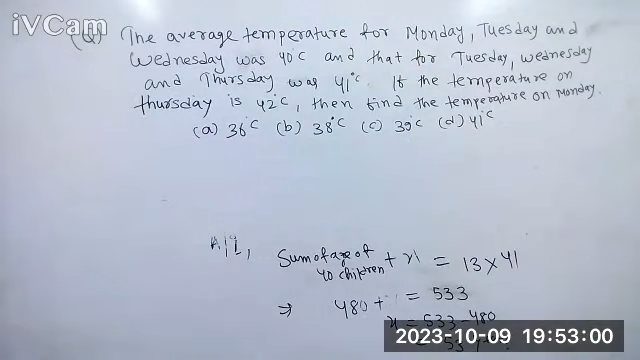 iVCam
(Q) The average temperature for Monday, Tuesday and
Wednesday was 40°C and that for Tuesday, wednesday
and Thursday was 41°C. If the temperature on
thursday is 42°C, then find the temperature on Monday.
(a) 36°C (b) 38°C (c) 39°C (d) 41°C
A/q,
Sum of age of
40 children + x = 13 × 41
⇒ 480 + = 533
x = 533-480
2023-10-09 19:53:00